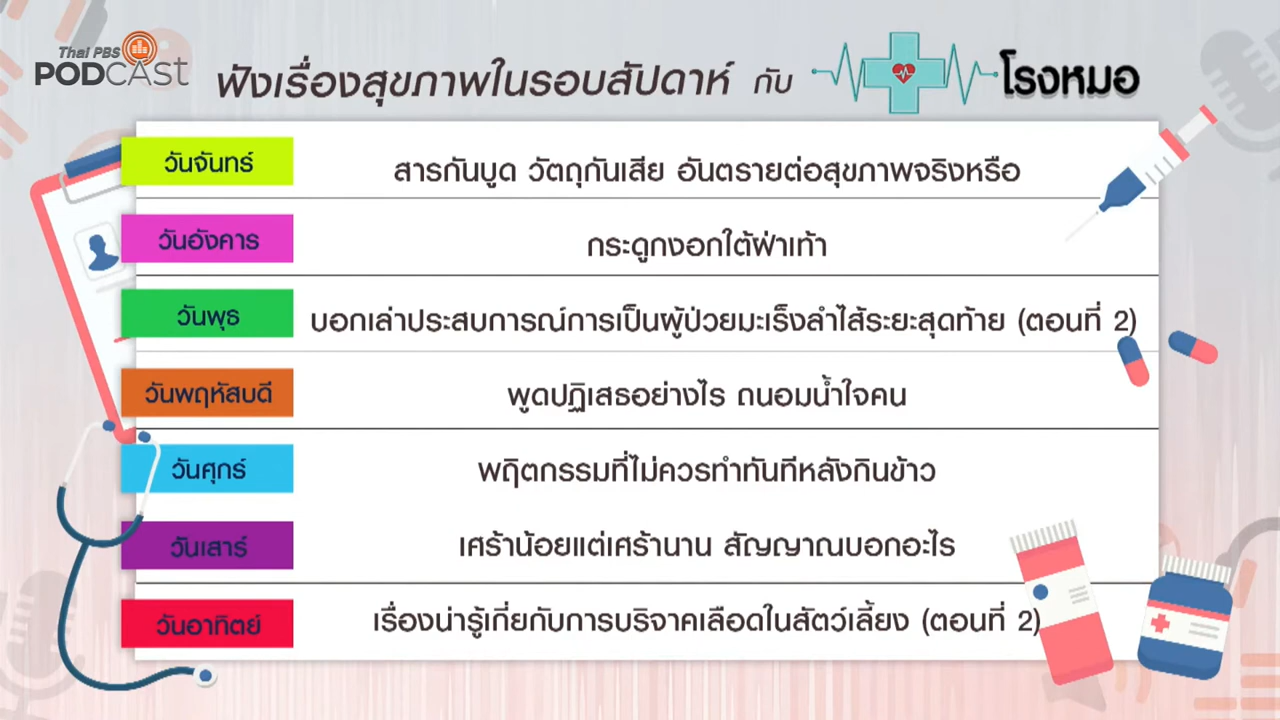 Thai PBS
PODCAST
ฟังเรื่องสุขภาพในรอบสัปดาห์ กับ โรงหมอ
วันจันทร์ สารกันบูด วัตถุกันเสีย อันตรายต่อสุขภาพจริงหรือ
วันอังคาร กระดูกงอกใต้ฝ่าเท้า
วันพุธ บอกเล่าประสบการณ์การเป็นผู้ป่วยมะเร็งลำไส้ระยะสุดท้าย (ตอนที่ 2)
วันพฤหัสบดี พูดปฏิเสธอย่างไร ถนอมน้ำใจคน
วันศุกร์ พฤติกรรมที่ไม่ควรทำทันทีหลังกินข้าว
วันเสาร์ เศร้าน้อยแต่เศร้านาน สัญญาณบอกอะไร
วันอาทิตย์ เรื่องน่ารู้เกี่ยกับการบริจาคเลือดในสัตว์เลี้ยง (ตอนที่ 2)